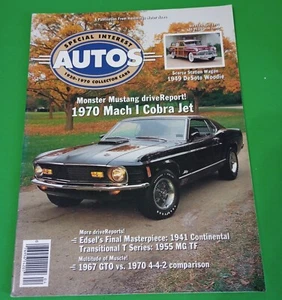 A Publication From Hemmings Motor News
SPECIAL INTEREST
AUTOS
1930-1970 COLLECTOR CARS
Scarce Station Wagon
1949 DeSoto Woodie
Monster Mustang driveReport!
1970 Mach I Cobra Jet
More driveReports!
Edsel's Final Masterpiece: 1941 Continental
Transitional T Series: 1955 MG TF
Multitude of Muscle
1967 GTO vs. 1970 4-4-2 comparison